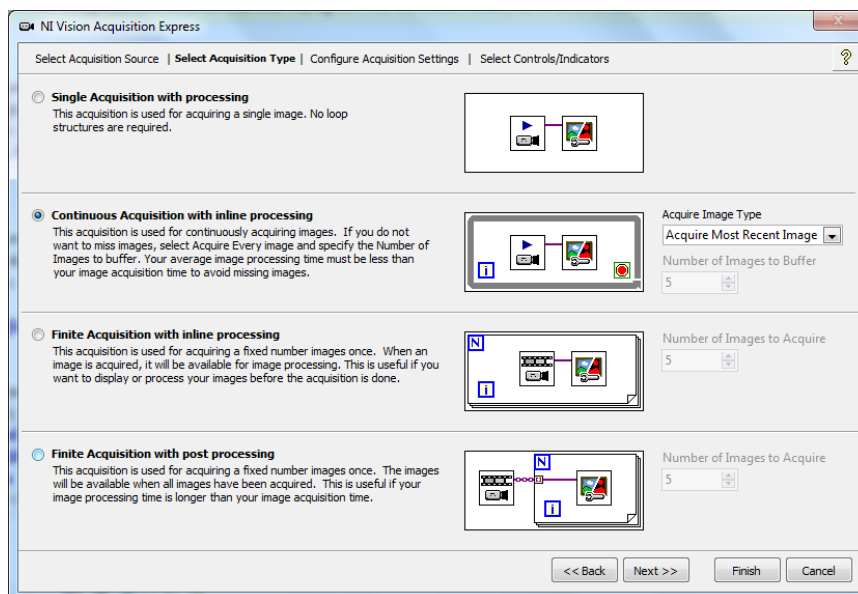 NI Vision Acquisition Express
Select Acquisition Source | Select Acquisition Type | Configure Acquisition Settings | Select Controls/Indicators
?
Single Acquisition with processing
This acquisition is used for acquiring a single image. No loop
structures are required.
Continuous Acquisition with inline processing
This acquisition is used for continuously acquiring images. If you do not
want to miss images, select Acquire Every image and specify the Number of
Images to buffer. Your average image processing time must be less than
your image acquisition time to avoid missing images.
i
Acquire Image Type
Acquire Most Recent Image
Number of Images to Buffer
5
Finite Acquisition with inline processing
This acquisition is used for acquiring a fixed number images once. When an
image is acquired, it will be available for image processing. This is useful if you
want to display or process your images before the acquisition is done.
N
i
Number of Images to Acquire
5
Finite Acquisition with post processing
This acquisition is used for acquiring a fixed number images once. The images
will be available when all images have been acquired. This is useful if your
image processing time is longer than your image acquisition time.
N
i
Number of Images to Acquire
5
<< Back
Next >>
Finish
Cancel